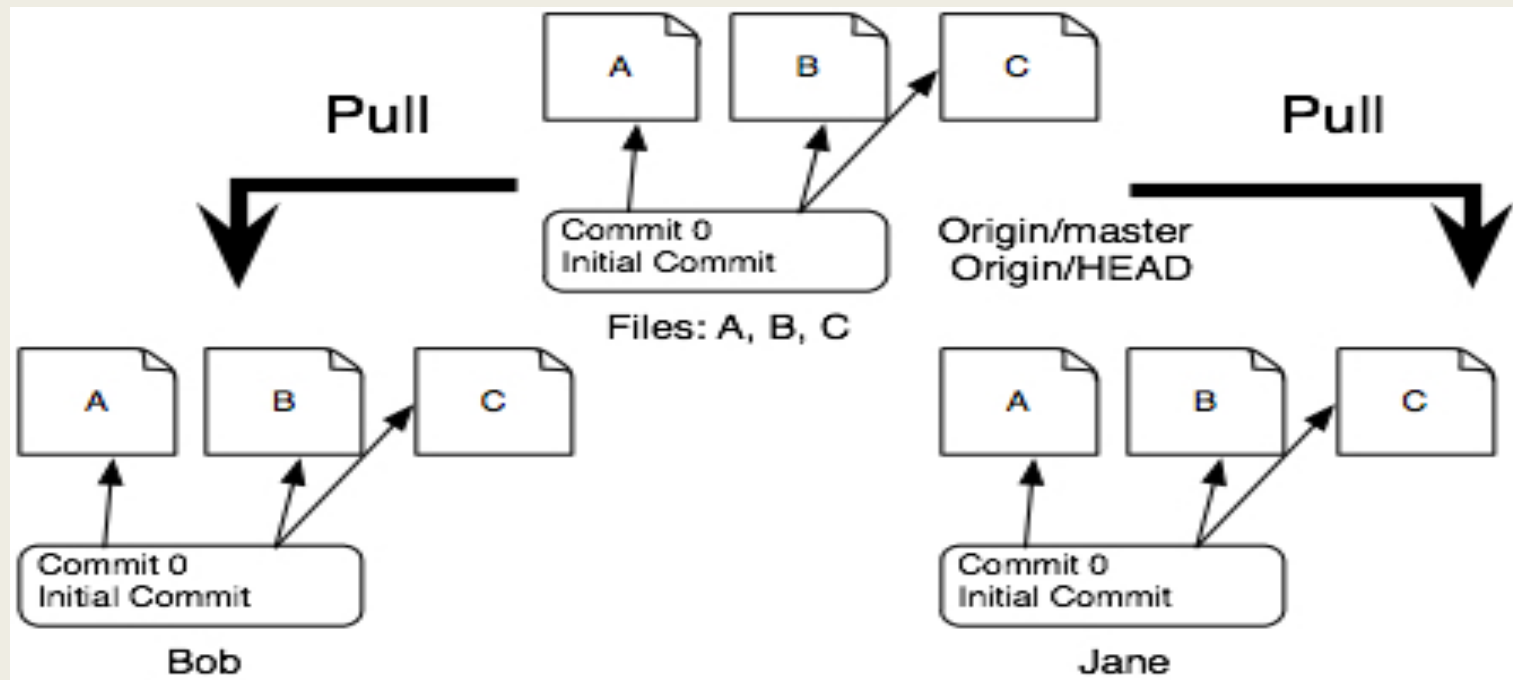 A
B
C
Pull
Pull
Commit 0
Initial Commit
Origin/master
Origin/HEAD
Files: A, B, C
A
B
C
A
B
C
Commit 0
Initial Commit
Commit 0
Initial Commit
Bob
Jane